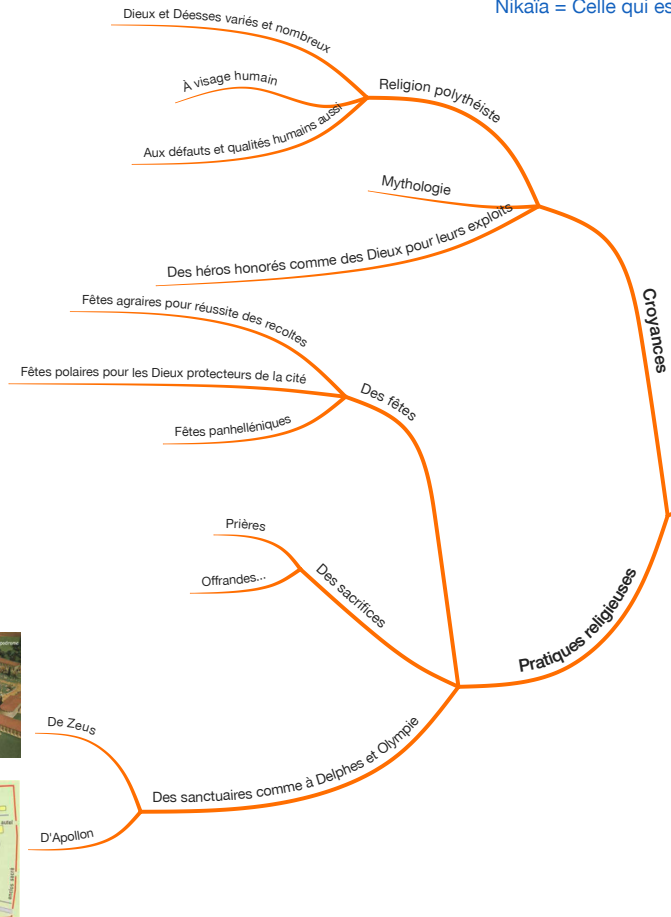 Nikaïa = Celle qui es
Dieux et Déesses variés et nombreux
À visage humain
Aux défauts et qualités humains aussi
Religion polythéiste
Mythologie
Des héros honorés comme des Dieux pour leurs exploits
Croyances
Fêtes agraires pour réussite des recoltes
Fêtes polaires pour les Dieux protecteurs de la cité
Fêtes panhelléniques
Des fêtes
Prières
Offrandes...
Des sacrifices
Pratiques religieuses
De Zeus
D'Apollon
Des sanctuaires comme à Delphes et Olympie